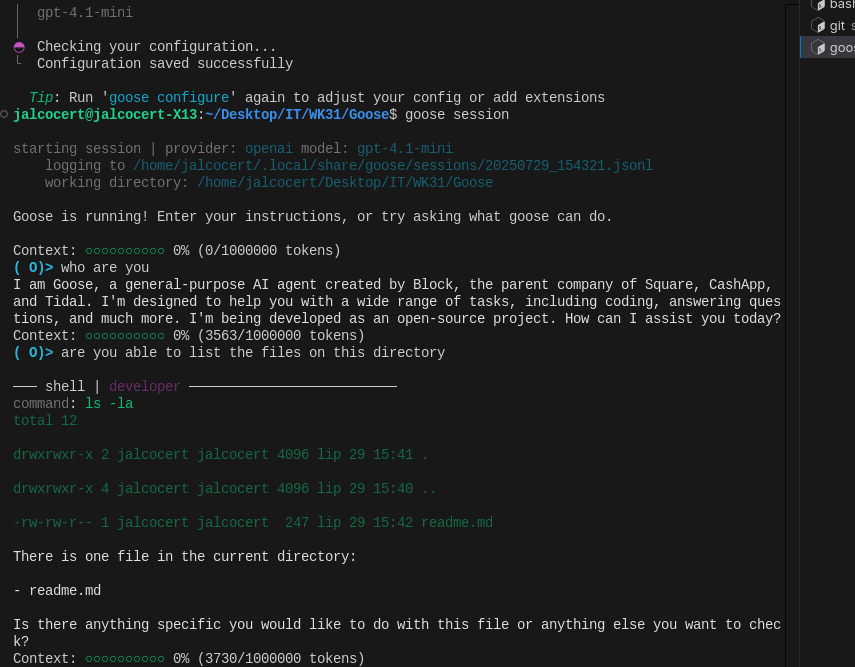 gpt-4.1-mini
Checking your configuration...
Configuration saved successfully
Tip: Run 'goose configure' again to adjust your config or add extensions
jalcocert@jalcocert-X13:~/Desktop/IT/WK31/Goose$ goose session
starting session | provider: openai model: gpt-4.1-mini
logging to /home/jalcocert/.local/share/goose/sessions/20250729_154321.jsonl
working directory: /home/jalcocert/Desktop/IT/WK31/Goose
Goose is running! Enter your instructions, or try asking what goose can do.
Context: ○○○○○○○○○○ 0% (0/1000000 tokens)
( O)> who are you
I am Goose, a general-purpose AI agent created by Block, the parent company of Square, CashApp,
and Tidal. I'm designed to help you with a wide range of tasks, including coding, answering ques
tions, and much more. I'm being developed as an open-source project. How can I assist you today?
Context: ○○○○○○○○○○ 0% (3563/1000000 tokens)
( O)> are you able to list the files on this directory
─── shell | developer ──────────────────────────
command: ls -la
total 12
drwxrwxr-x 2 jalcocert jalcocert 4096 lip 29 15:41 .
drwxrwxr-x 4 jalcocert jalcocert 4096 lip 29 15:40 ..
-rw-rw-r-- 1 jalcocert jalcocert  247 lip 29 15:42 readme.md
There is one file in the current directory:
- readme.md
Is there anything specific you would like to do with this file or anything else you want to chec
k?
Context: ○○○○○○○○○○ 0% (3730/1000000 tokens)
bash
git s
goos